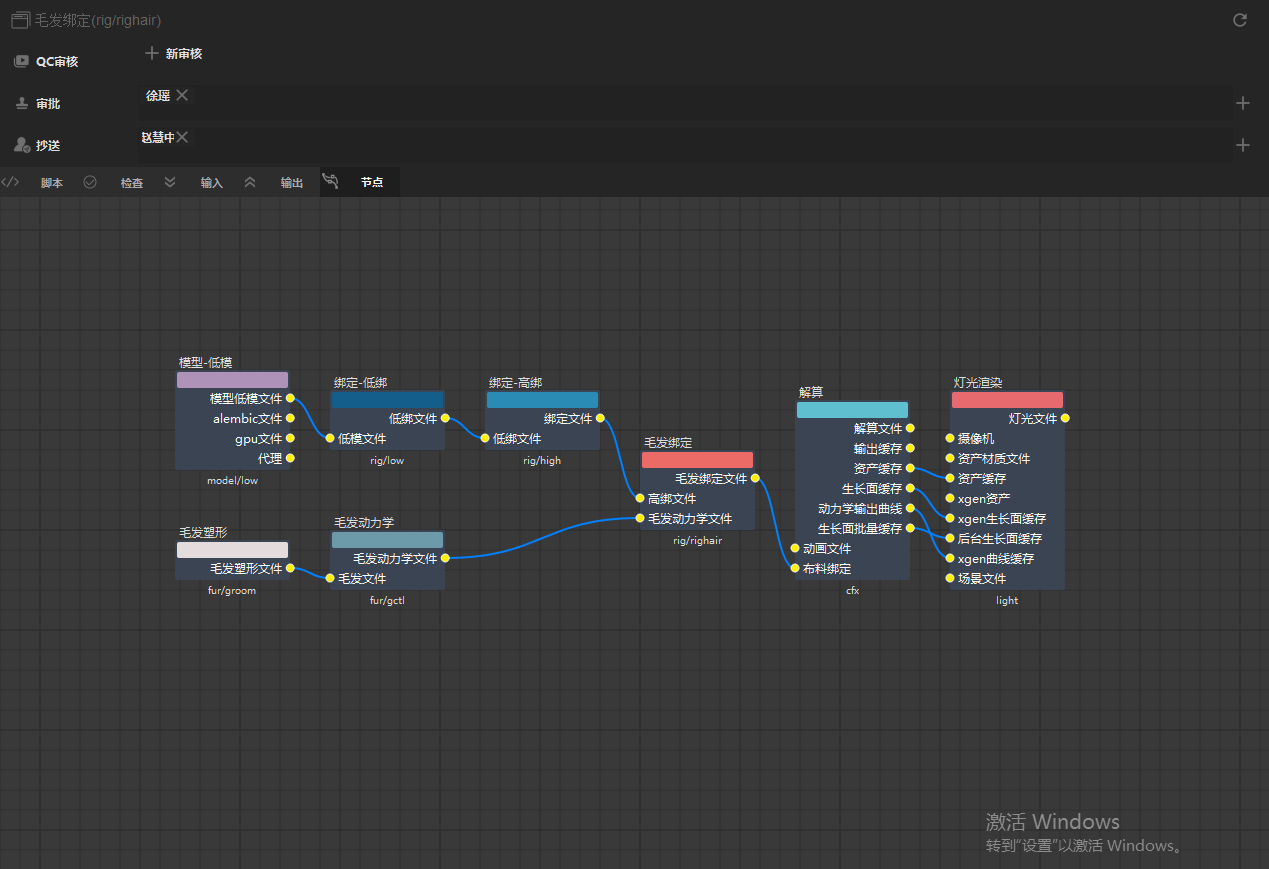 毛发绑定(rig/righair)
QC审核
新审核
审批
徐瑶
抄送
赵慧中
脚本
检查
输入
输出
节点
模型-低模
模型低模文件
alembic文件
gpu文件
代理
model/low
绑定-低绑
低绑文件
低模文件
rig/low
绑定-高绑
绑定文件
低绑文件
rig/high
毛发塑形
毛发塑形文件
fur/groom
毛发动力学
毛发动力学文件
毛发文件
fur/gctl
毛发绑定
毛发绑定文件
高绑文件
毛发动力学文件
rig/righair
解算
解算文件
输出缓存
资产缓存
生长面缓存
动力学输出曲线
生长面批量缓存
动画文件
布料绑定
cfx
灯光渲染
灯光文件
摄像机
资产材质文件
资产缓存
xgen资产
xgen生长面缓存
后台生长面缓存
xgen曲线缓存
场景文件
light
激活 Windows
转到"设置"以激活 Windows。